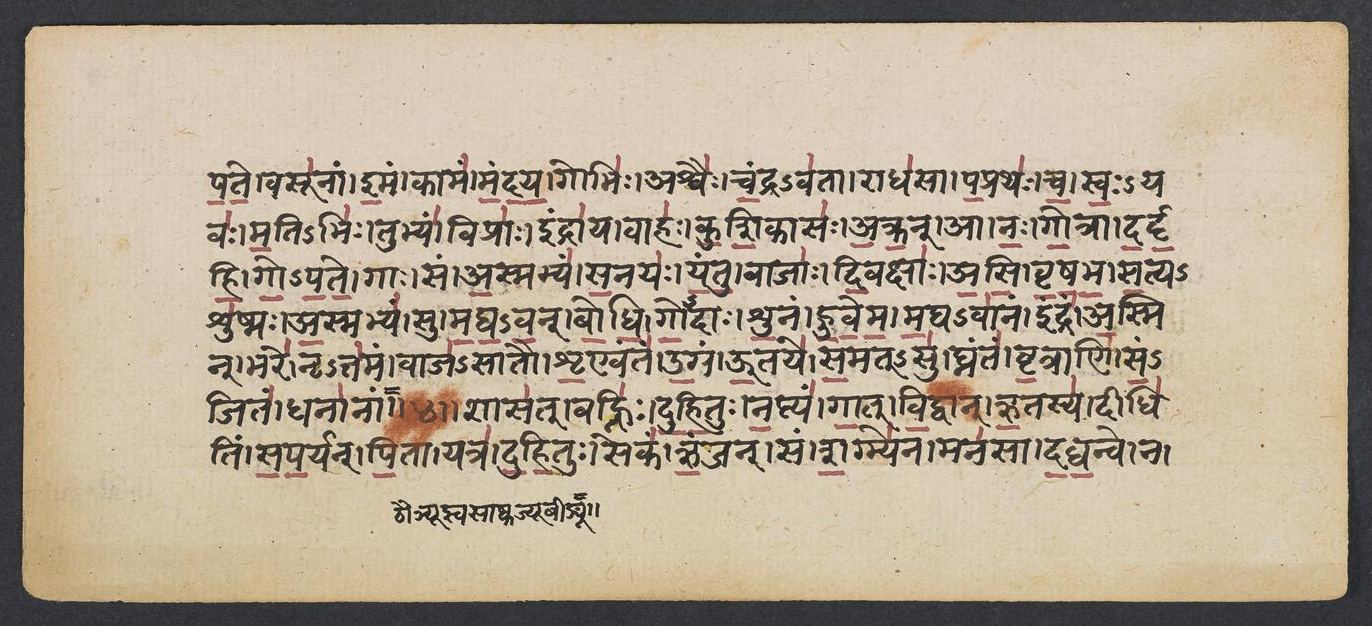 पते।वसूनां।इमं।कामं।मंदय।गोभिः।अश्वैः।चंद्रऽवता।राधसा।पप्रथः।च।स्वःऽय
वः।मतिऽभिः।तुभ्यं।विप्राः।इंद्राय।वाहः।कुशिकासः।अक्रन्।आ।नः।गोत्रा।दर्दृ
हि।गोऽपते।गाः।सं।अस्मभ्यं।सनयः।यंतु।वाजाः।दिवक्षाः।असि।वृषभ।सत्यऽ
शुष्मः।अस्मभ्यं।सु।मघऽवन्।बोधि।गोदाः।शुनं।हुवेम।मघऽवानं।इंद्रं।अस्मि
न्।भरे।नृऽतमं।वाजऽसातौ।शृण्वंतं।उग्रं।ऊतये।समत्ऽसु।घ्नंतं।वृत्राणि।संऽ
जितं।धनानां॥४॥शासत्।वह्निः।दुहितुः।नप्त्यं।गात्।विद्वान्।ऋतस्य।दीधि
तिं।सपर्यन्।पिता।यत्र।दुहितुः।सेकं।ऋंजन्।सं।शग्म्येन।मनसा।दधन्वे।न।